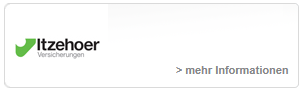 Itzehoer
Versicherungen
> mehr Informationen